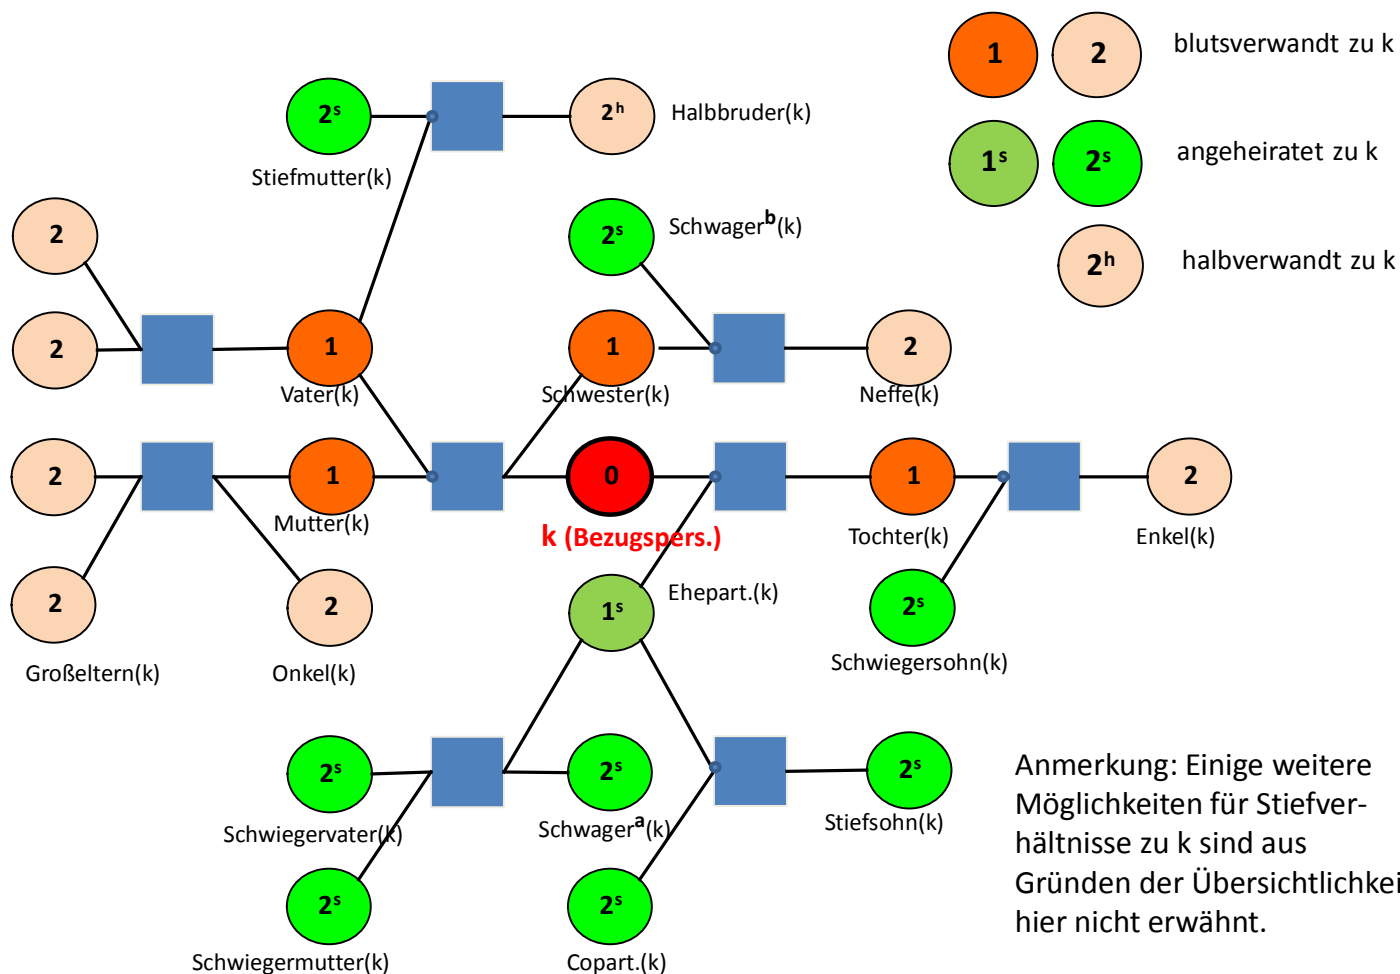 1
2
blutsverwandt zu k
2ˢ
2ʰ
Halbbruder(k)
Stiefmutter(k)
1ˢ
2ˢ
angeheiratet zu k
2
2ˢ
Schwagerᵇ(k)
2ʰ
halbverwandt zu k
2
1
1
2
Vater(k)
Schwester(k)
Neffe(k)
2
1
0
1
2
Mutter(k)
k (Bezugspers.)
Tochter(k)
Enkel(k)
2
2
1ˢ
Ehepart.(k)
2ˢ
Großeltern(k)
Onkel(k)
Schwiegersohn(k)
2ˢ
2ˢ
2ˢ
Schwiegervater(k)
Schwagerᵃ(k)
Stiefsohn(k)
2ˢ
2ˢ
Schwiegermutter(k)
Copart.(k)
Anmerkung: Einige weitere
Möglichkeiten für Stiefver-
hältnisse zu k sind aus
Gründen der Übersichtlichkei
hier nicht erwähnt.